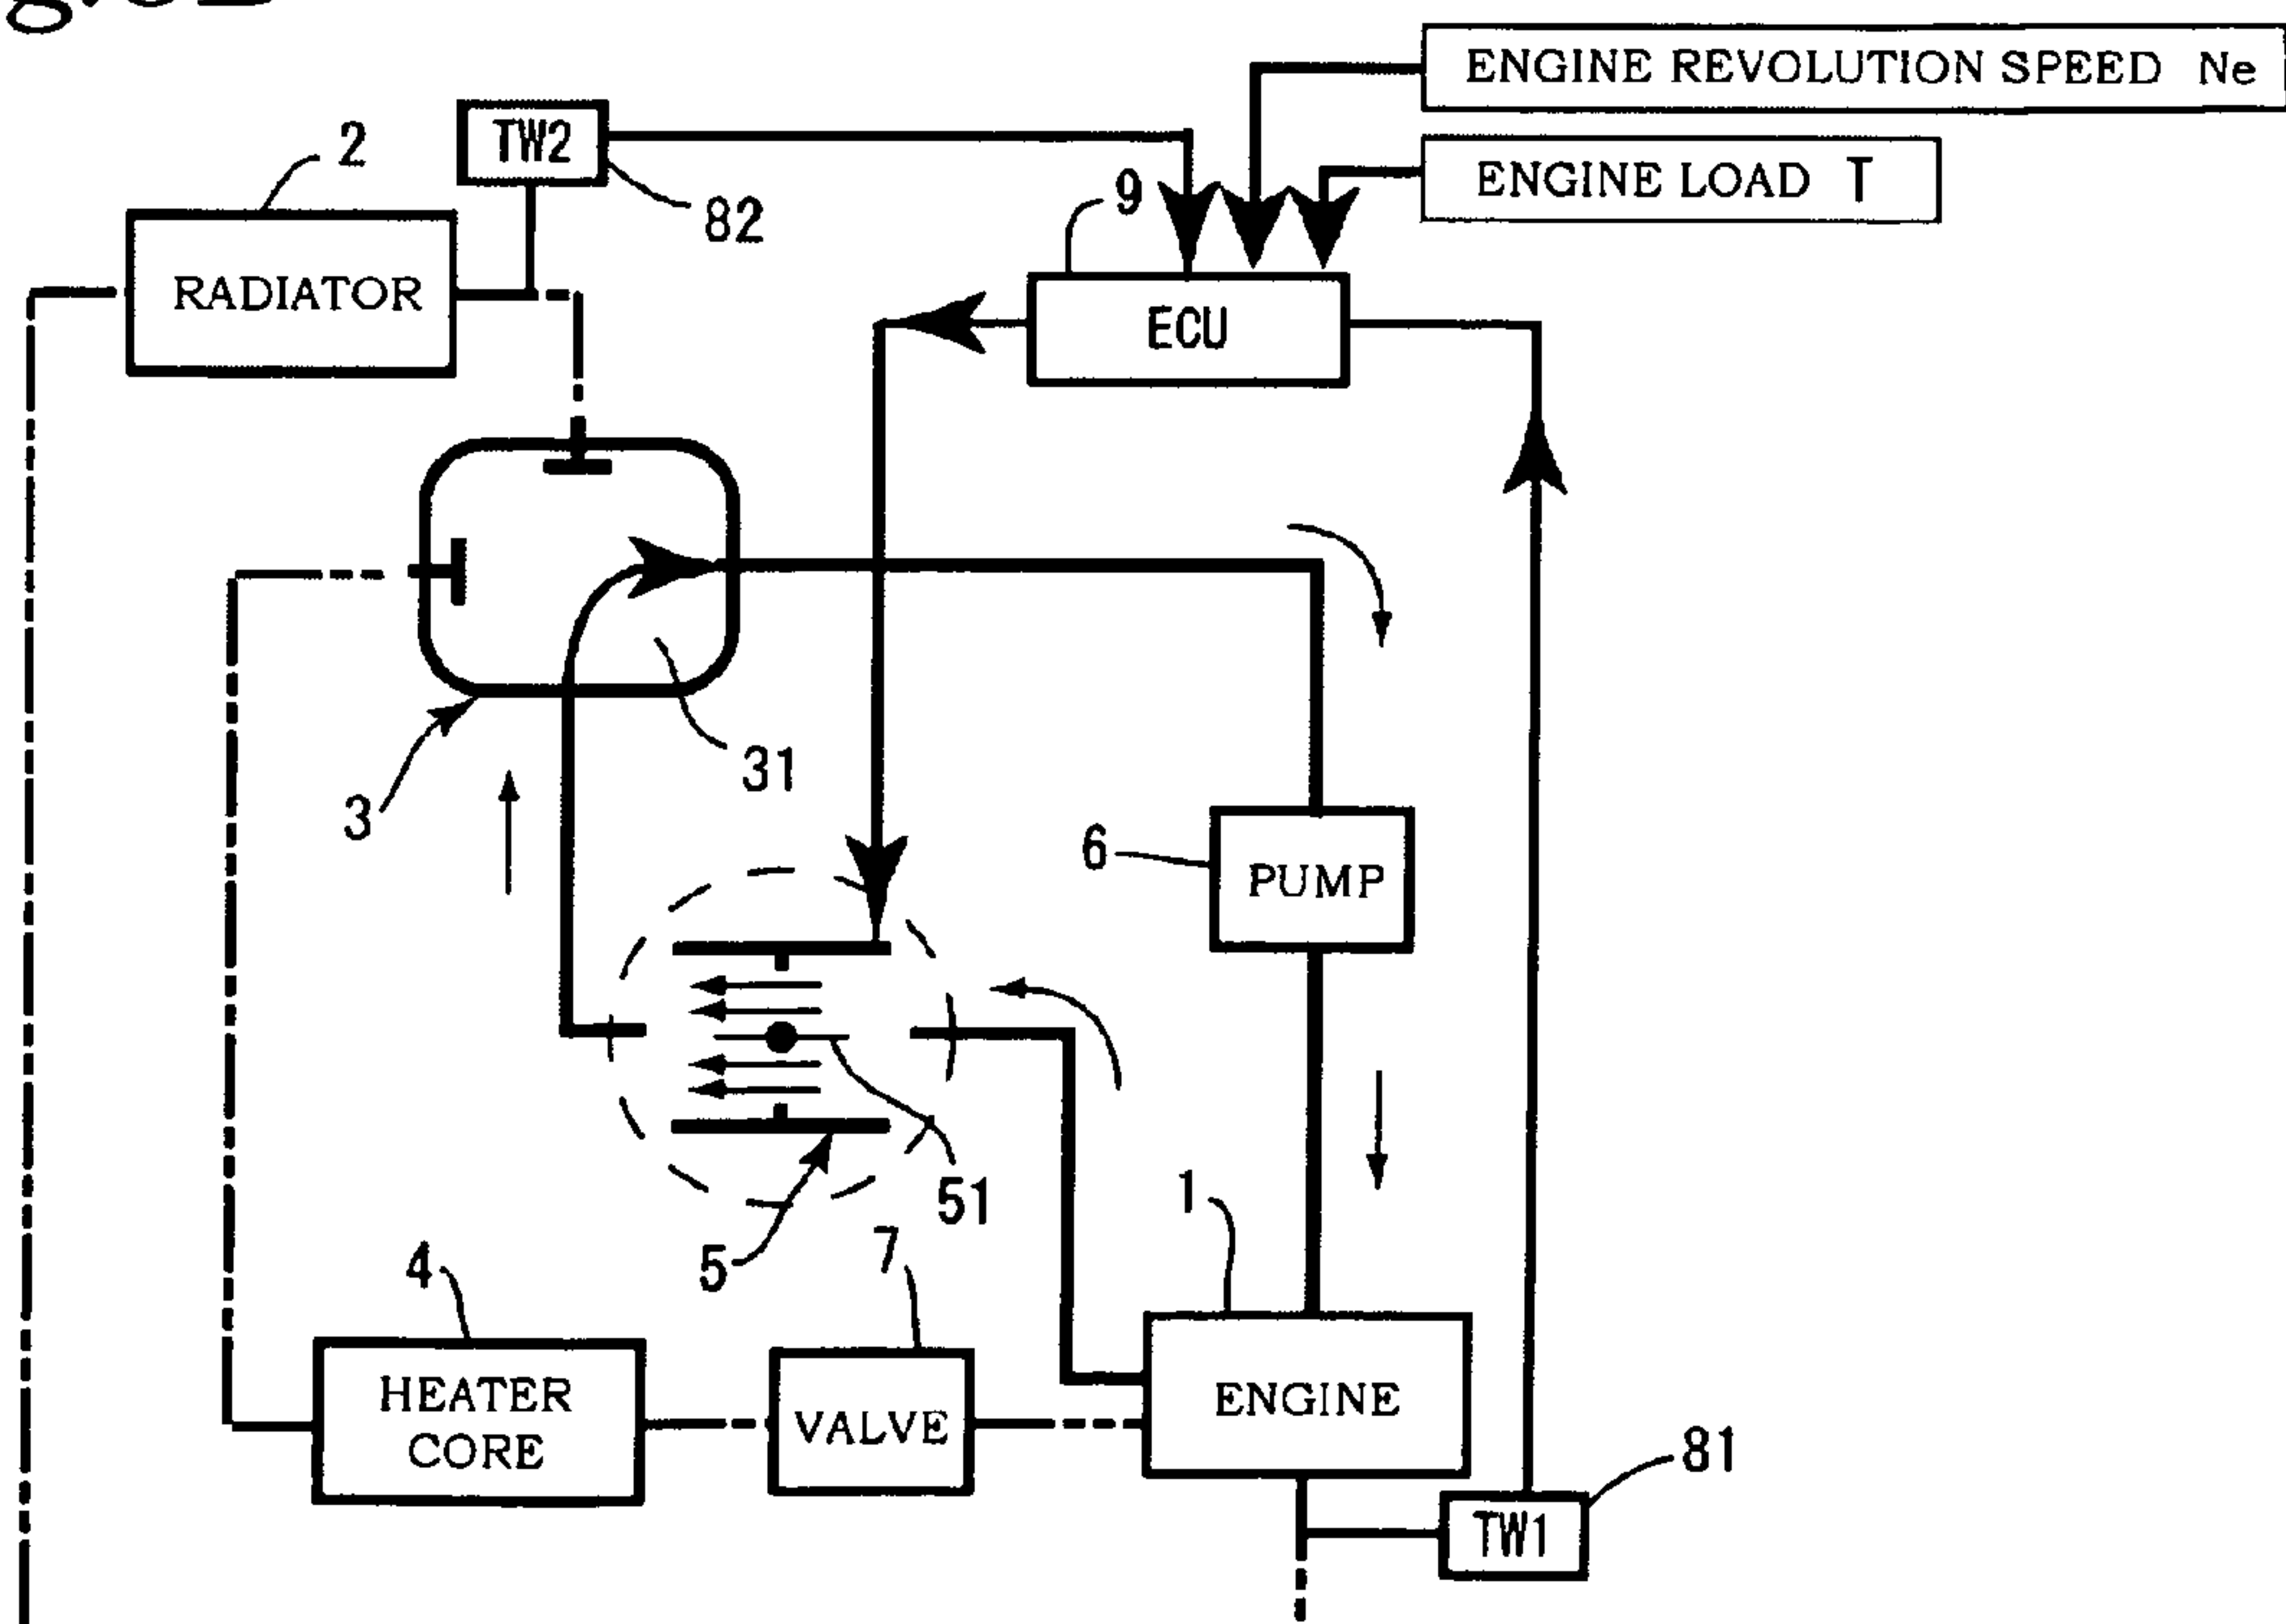 ENGINE REVOLUTION SPEED Ne
TW2
2
ENGINE LOAD T
9
82
RADIATOR
ECU
31
3
6
PUMP
51
1
5
7
4
HEATER
CORE
VALVE
ENGINE
81
TW1